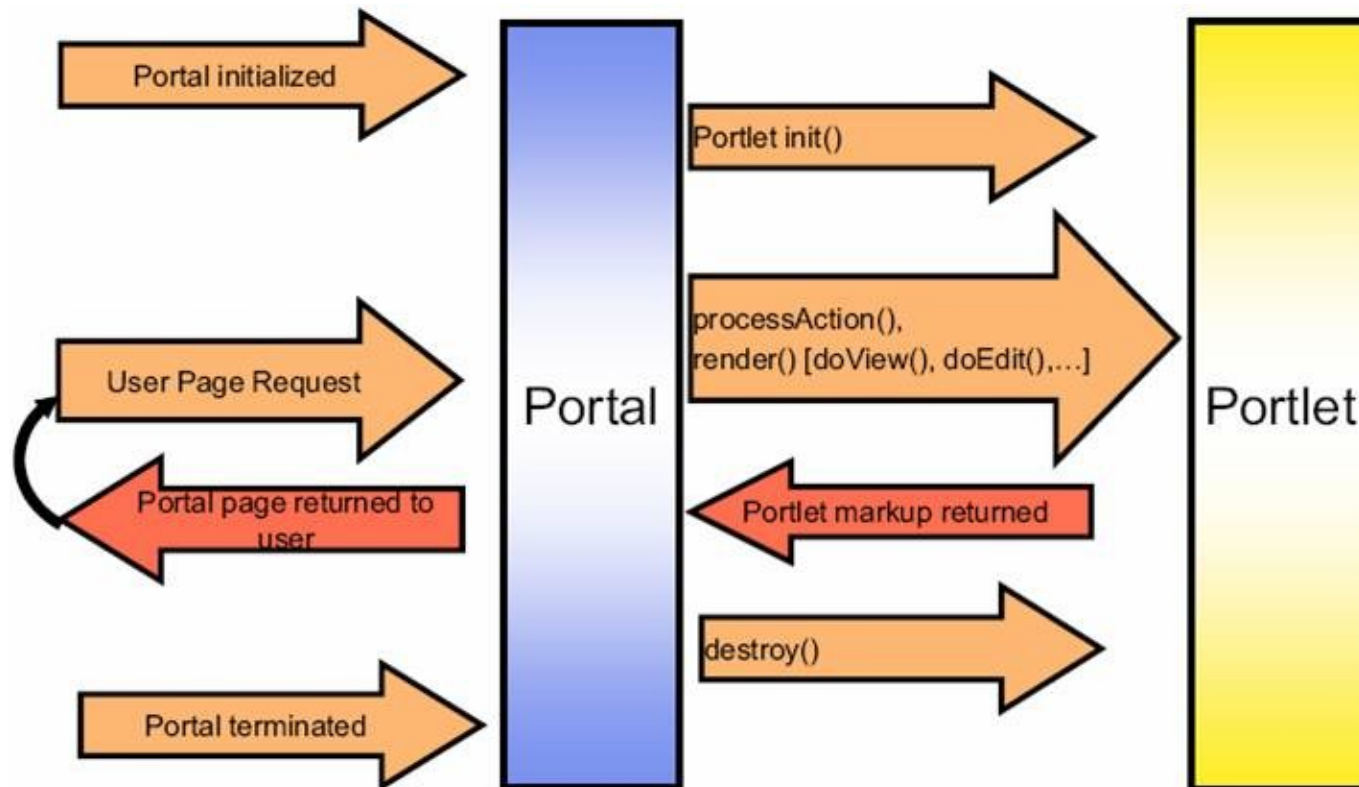 Portal initialized
Portlet init()
processAction(),
render() [doView(), doEdit(),...]
User Page Request
Portal
Portlet
Portal page returned to
user
Portlet markup returned
destroy()
Portal terminated